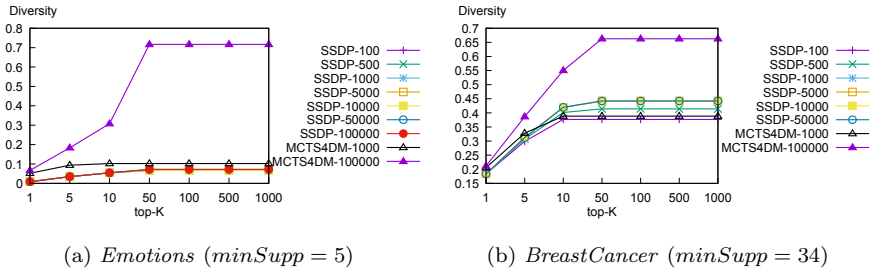 Diversity
0.8
0.7
0.6
0.5
0.4
0.3
0.2
0.1
0
1 5 10 50 100 500 1000
top-K
SSDP-100
SSDP-500
SSDP-1000
SSDP-5000
SSDP-10000
SSDP-50000
SSDP-100000
MCTS4DM-1000
MCTS4DM-100000
(a) Emotions (minSupp = 5)
Diversity
0.7
0.65
0.6
0.55
0.5
0.45
0.4
0.35
0.3
0.25
0.2
0.15
1 5 10 50 100 500 1000
top-K
SSDP-100
SSDP-500
SSDP-1000
SSDP-5000
SSDP-10000
SSDP-50000
MCTS4DM-1000
MCTS4DM-100000
(b) BreastCancer (minSupp = 34)